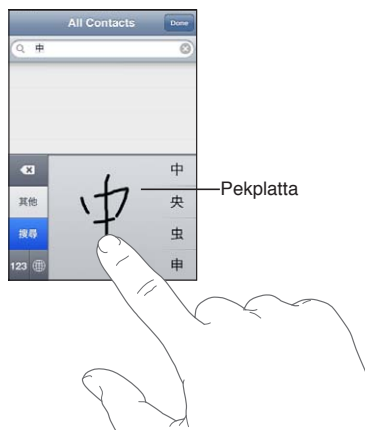 All Contacts Done
中
中
其他 央 Pekplatta
搜尋 虫
123 申